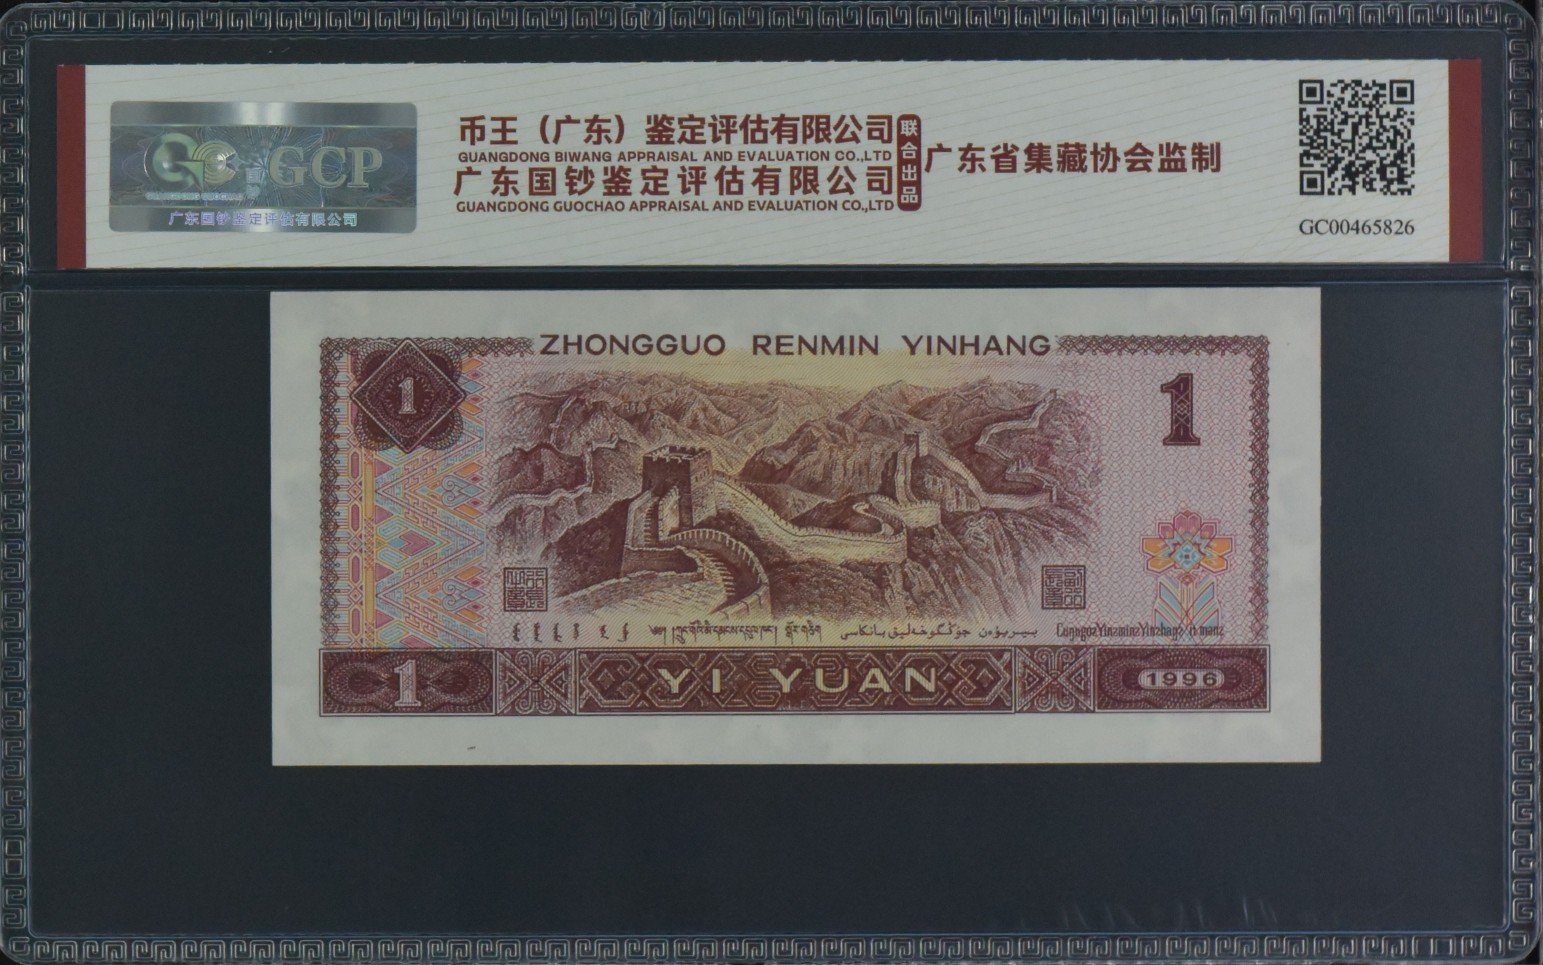 GCP
广东国钞鉴定评估有限公司
币王（广东）鉴定评估有限公司
GUANGDONG BIWANG APPRAISAL AND EVALUATION CO.,LTD
广东国钞鉴定评估有限公司
GUANGDONG GUOCHAO APPRAISAL AND EVALUATION CO.,LTD
联合出品
广东省集藏协会监制
GC00465826
ZHONGGUO RENMIN YINHANG
1
1
1
YI YUAN
1996